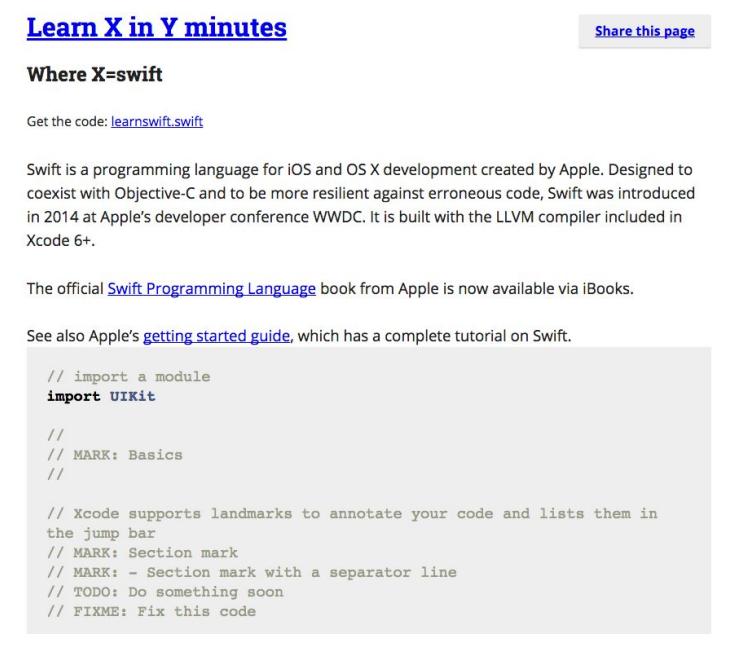 Learn X in Y minutes
Share this page
Where X=swift
Get the code: learnswift.swift
Swift is a programming language for iOS and OS X development created by Apple. Designed to
coexist with Objective-C and to be more resilient against erroneous code, Swift was introduced
in 2014 at Apple’s developer conference WWDC. It is built with the LLVM compiler included in
Xcode 6+.
The official Swift Programming Language book from Apple is now available via iBooks.
See also Apple’s getting started guide, which has a complete tutorial on Swift.
// import a module
import UIKit
//
// MARK: Basics
//
// Xcode supports landmarks to annotate your code and lists them in
the jump bar
// MARK: Section mark
// MARK: - Section mark with a separator line
// TODO: Do something soon
// FIXME: Fix this code